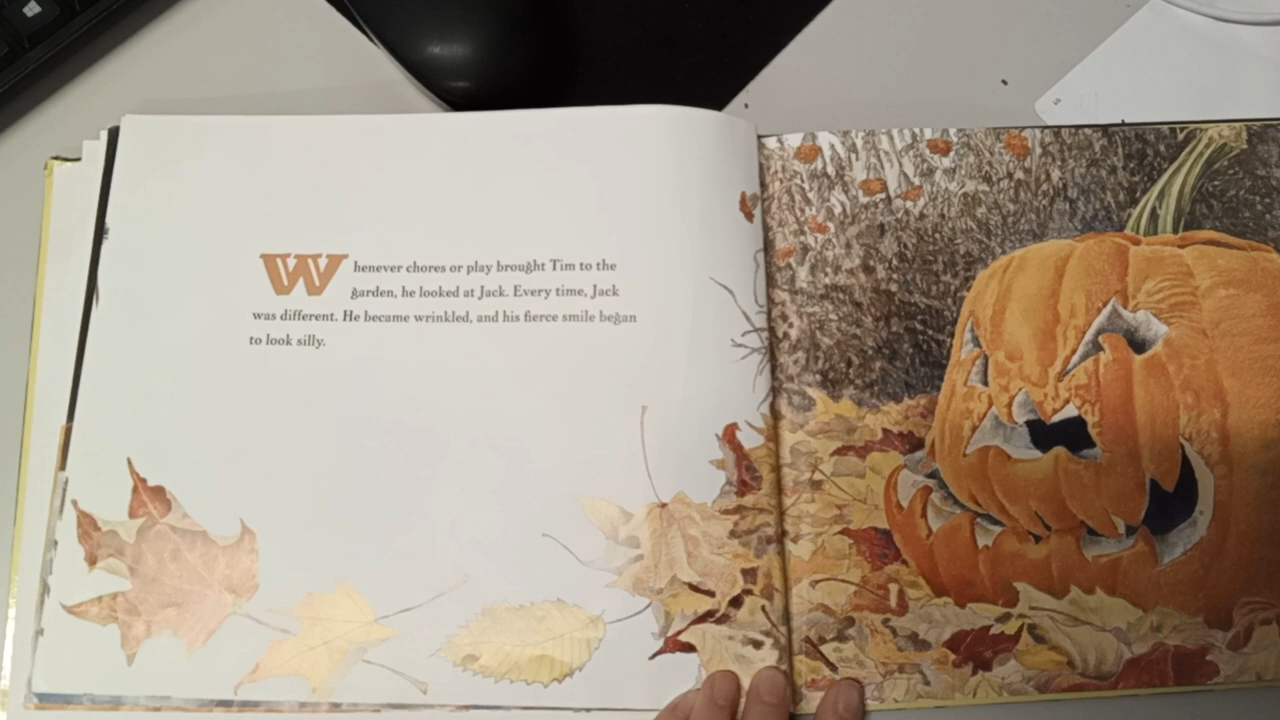 Whenever chores or play brought Tim to the
garden, he looked at Jack. Every time, Jack
was different. He became wrinkled, and his fierce smile began
to look silly.